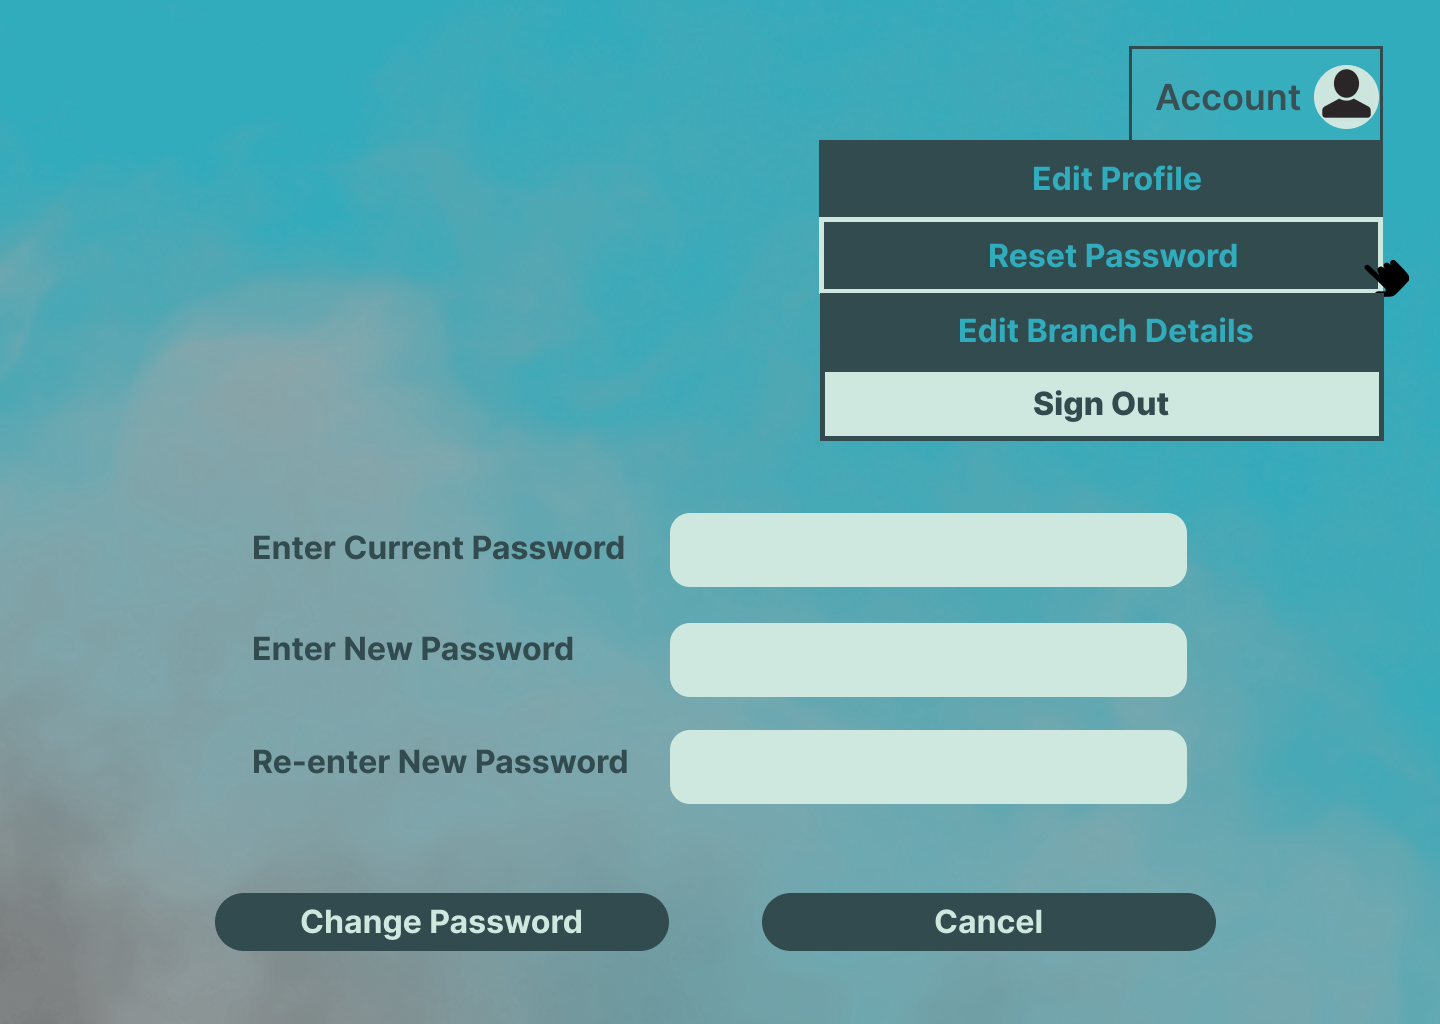 Account
Edit Profile
Reset Password
Edit Branch Details
Sign Out
Enter Current Password
Enter New Password
Re-enter New Password
Change Password
Cancel